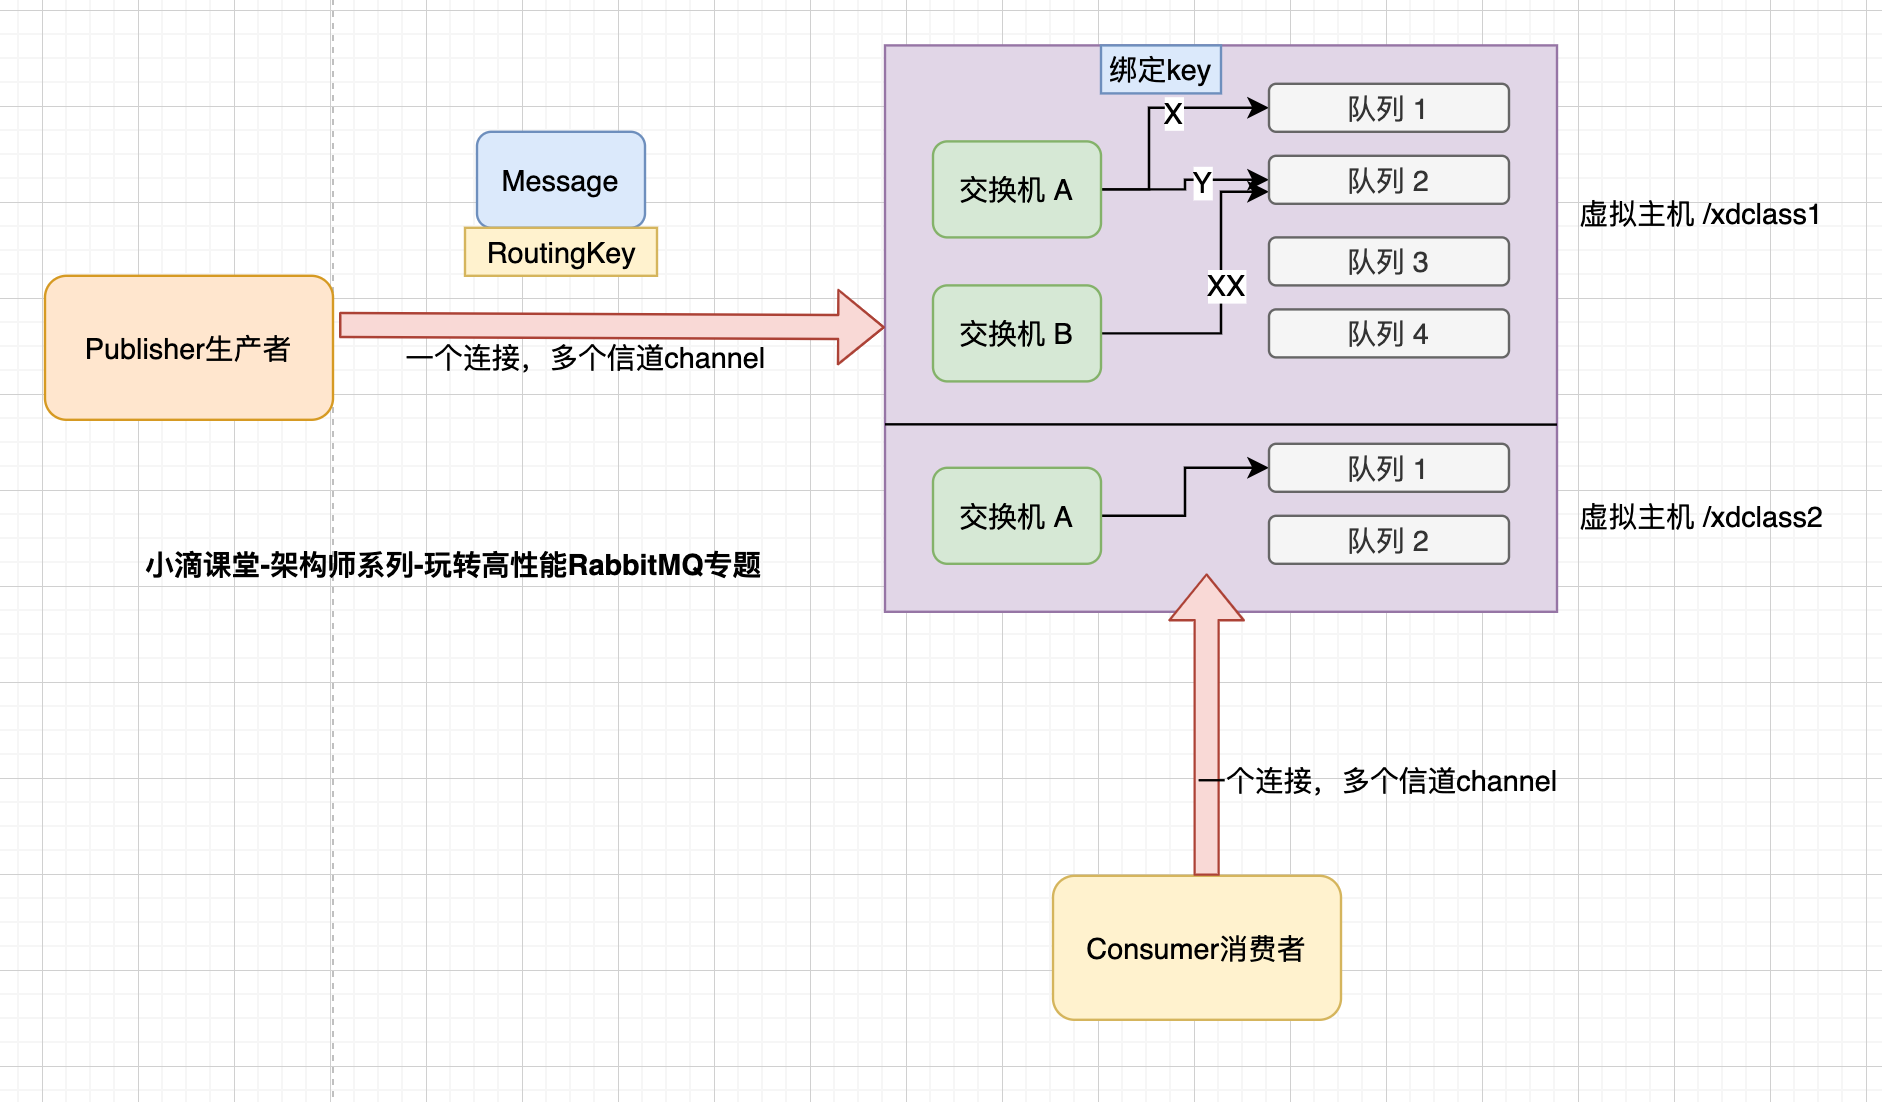 绑定key
X
队列 1
Message
交换机 A
Y
队列 2
虚拟主机 /xdclass1
RoutingKey
队列 3
XX
Publisher生产者
一个连接，多个信道channel
交换机 B
队列 4
队列 1
交换机 A
虚拟主机 /xdclass2
队列 2
小滴课堂-架构师系列-玩转高性能RabbitMQ专题
一个连接，多个信道channel
Consumer消费者